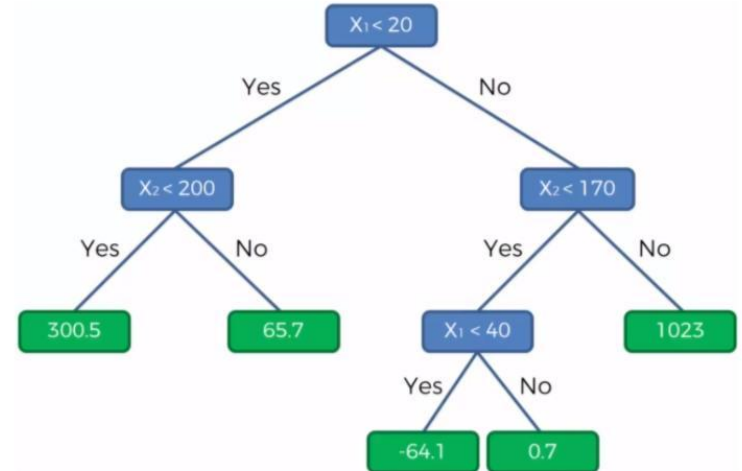 X₁ < 20
Yes No
X₂ < 200 X₂ < 170
Yes No Yes No
300.5 65.7 X₁ < 40 1023
Yes No
-64.1 0.7